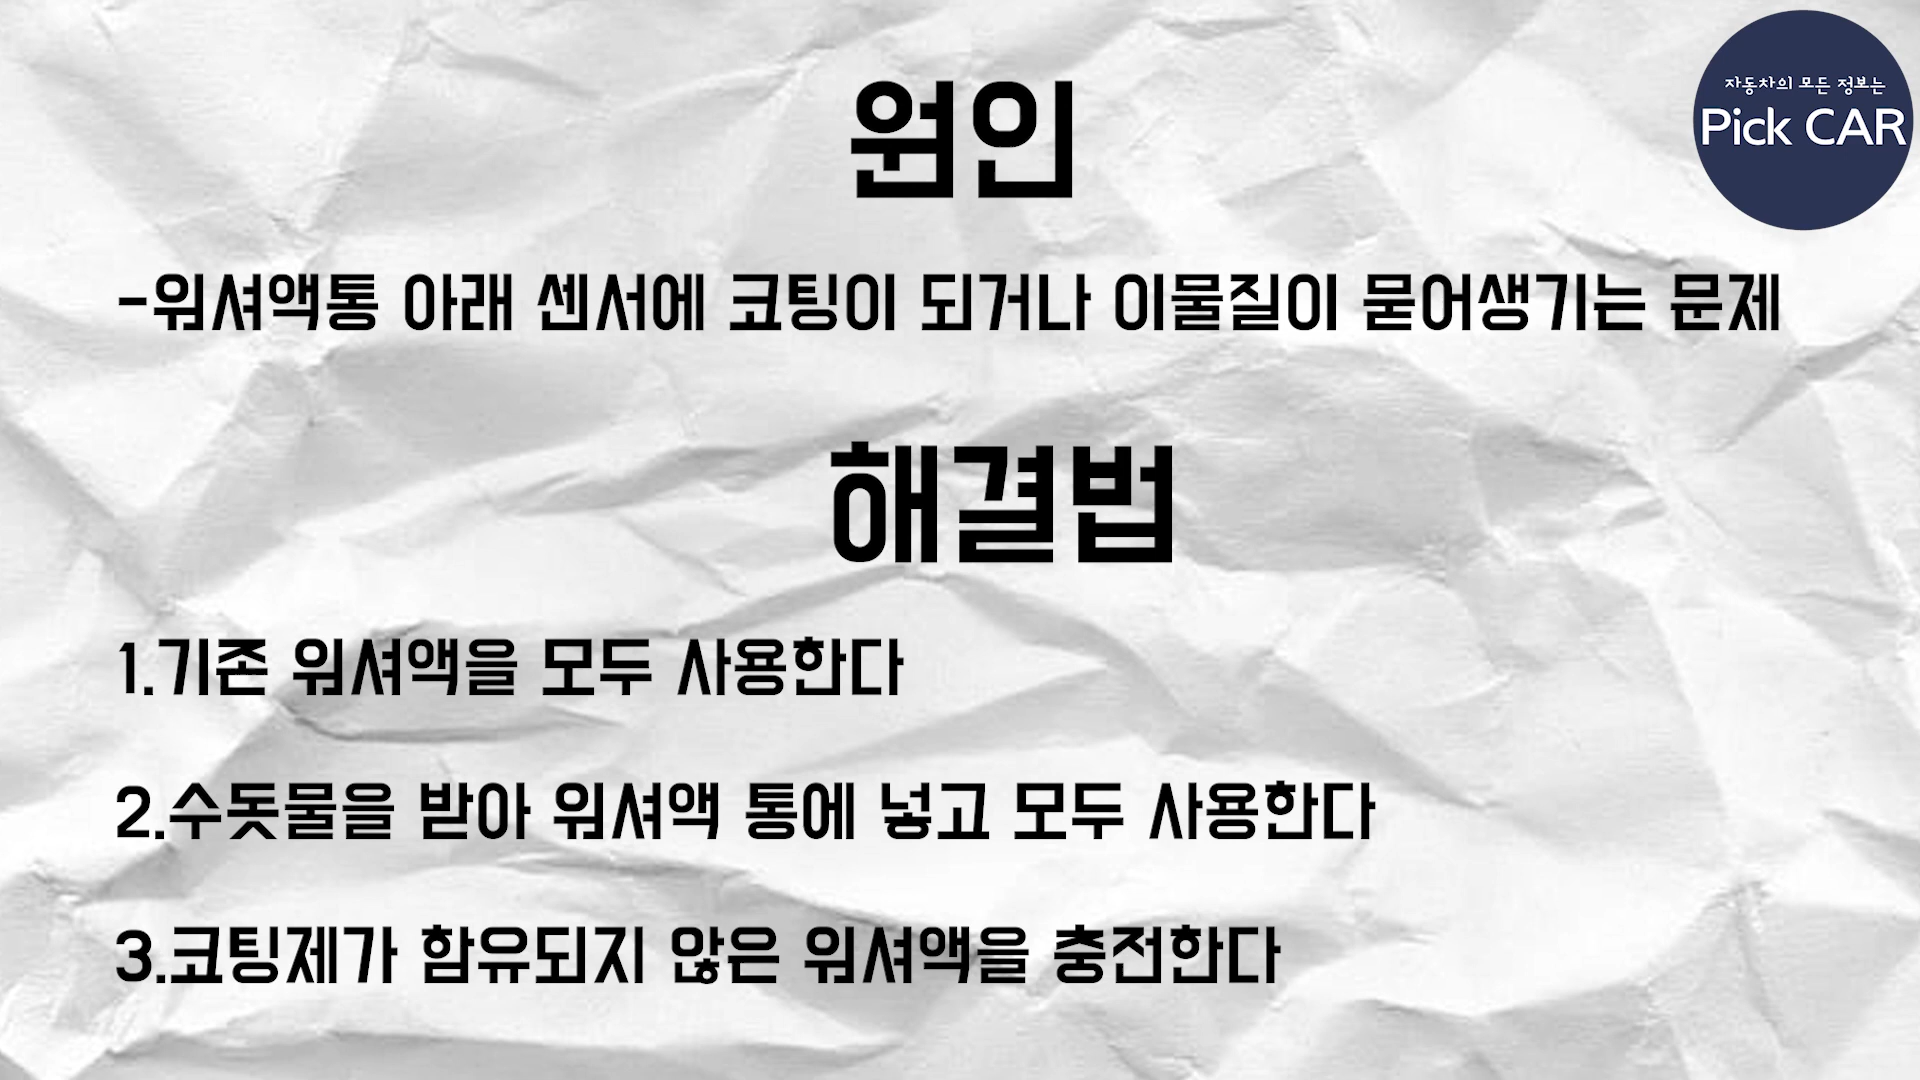 자동차의 모든 정보는
Pick CAR
원인
-워셔액통 아래 센서에 코팅이 되거나 이물질이 묻어생기는 문제
해결법
1.기존 워셔액을 모두 사용한다
2.수돗물을 받아 워셔액 통에 넣고 모두 사용한다
3.코팅제가 함유되지 않은 워셔액을 충전한다